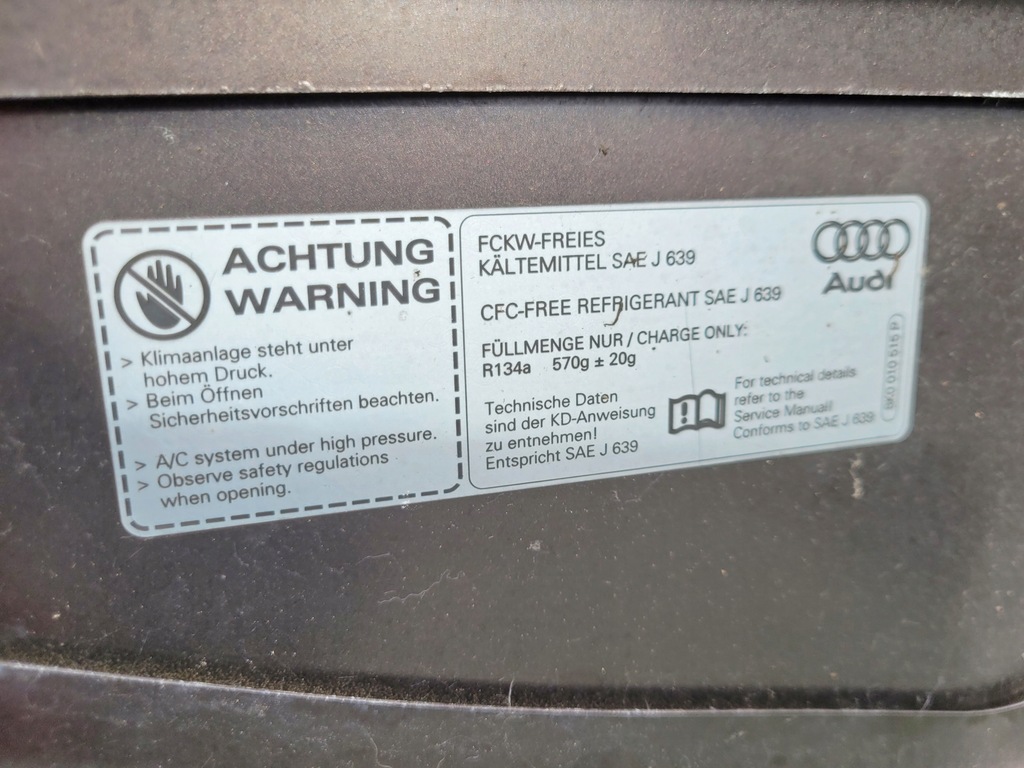 ACHTUNG
WARNING
> Klimaanlage steht unter
hohem Druck.
> Beim Öffnen
Sicherheitsvorschriften beachten.
> A/C system under high pressure.
> Observe safety regulations
when opening.
FCKW-FREIES
KÄLTEMITTEL SAE J 639
CFC-FREE REFRIGERANT SAE J 639
FÜLLMENGE NUR / CHARGE ONLY:
R134a 570g ± 20g
Technische Daten
sind der KD-Anweisung
zu entnehmen!
Entspricht SAE J 639
For technical details
refer to the
Service Manual!
Conforms to SAE J 639
Audi
8K0 010 515 P